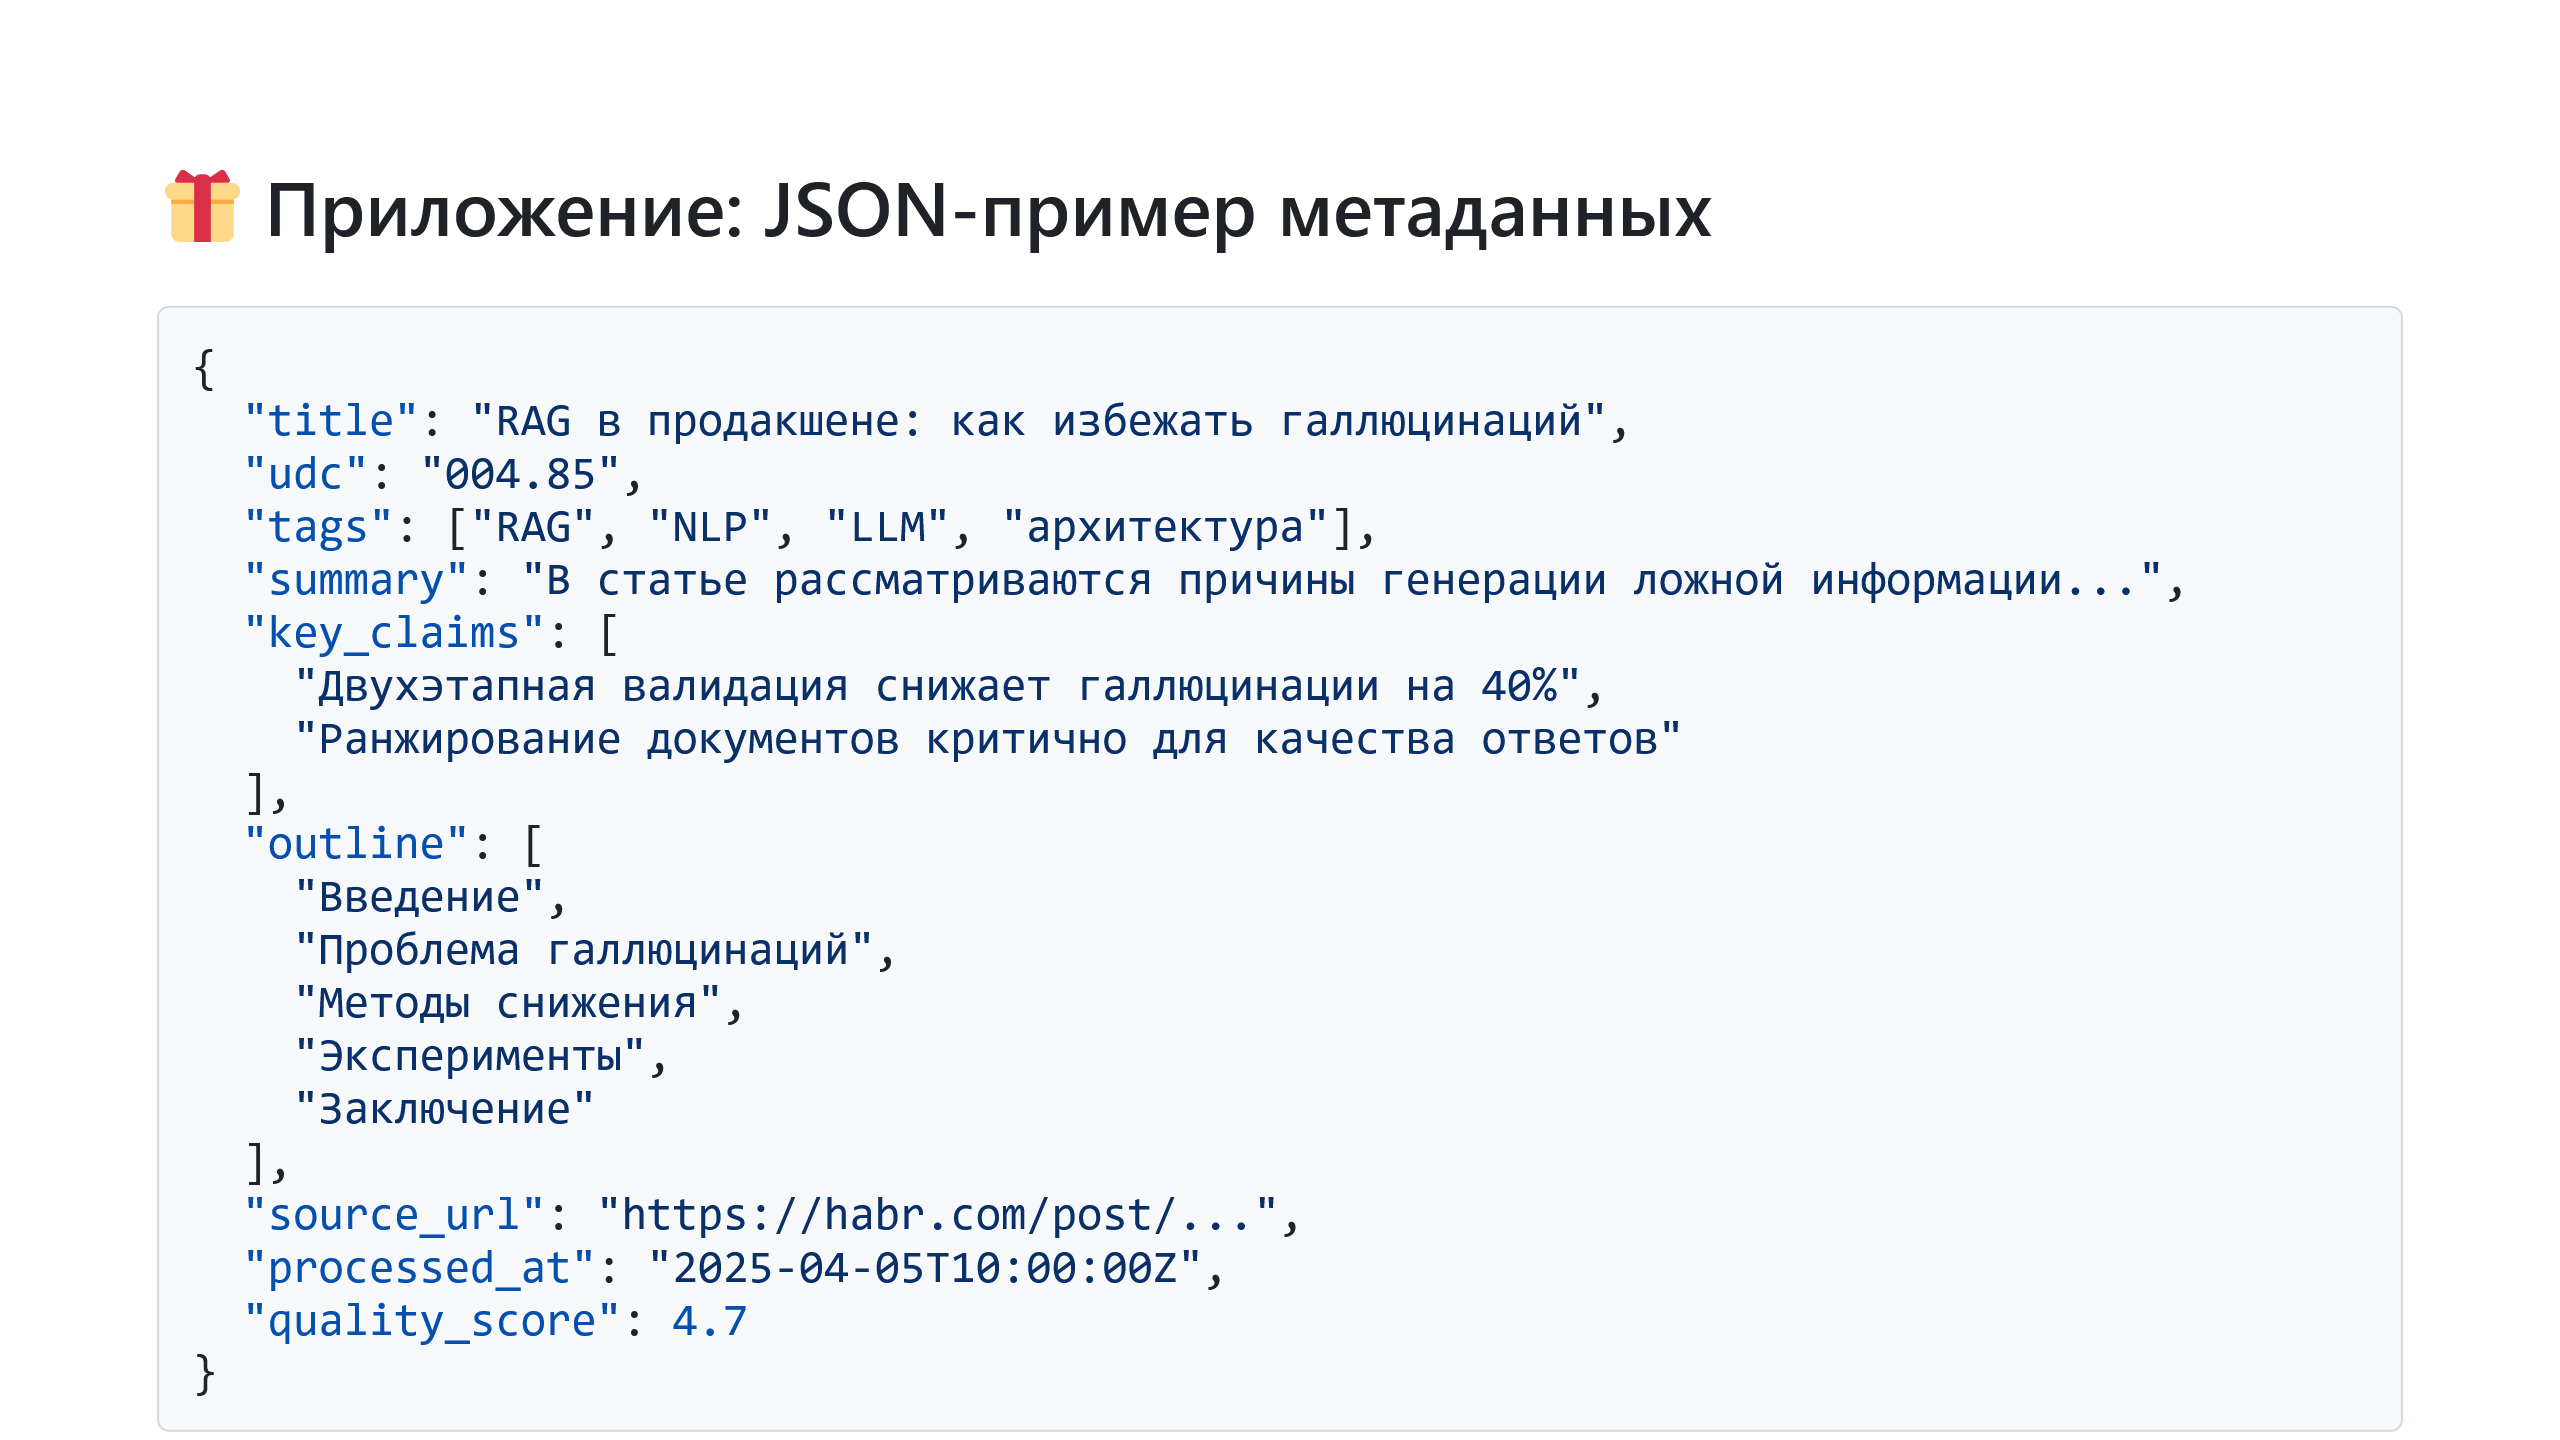 🎁 Приложение: JSON-пример метаданных
{
  "title": "RAG в продакшене: как избежать галлюцинаций",
  "udc": "004.85",
  "tags": ["RAG", "NLP", "LLM", "архитектура"],
  "summary": "В статье рассматриваются причины генерации ложной информации...",
  "key_claims": [
    "Двухэтапная валидация снижает галлюцинации на 40%",
    "Ранжирование документов критично для качества ответов"
  ],
  "outline": [
    "Введение",
    "Проблема галлюцинаций",
    "Методы снижения",
    "Эксперименты",
    "Заключение"
  ],
  "source_url": "https://habr.com/post/...",
  "processed_at": "2025-04-05T10:00:00Z",
  "quality_score": 4.7
}